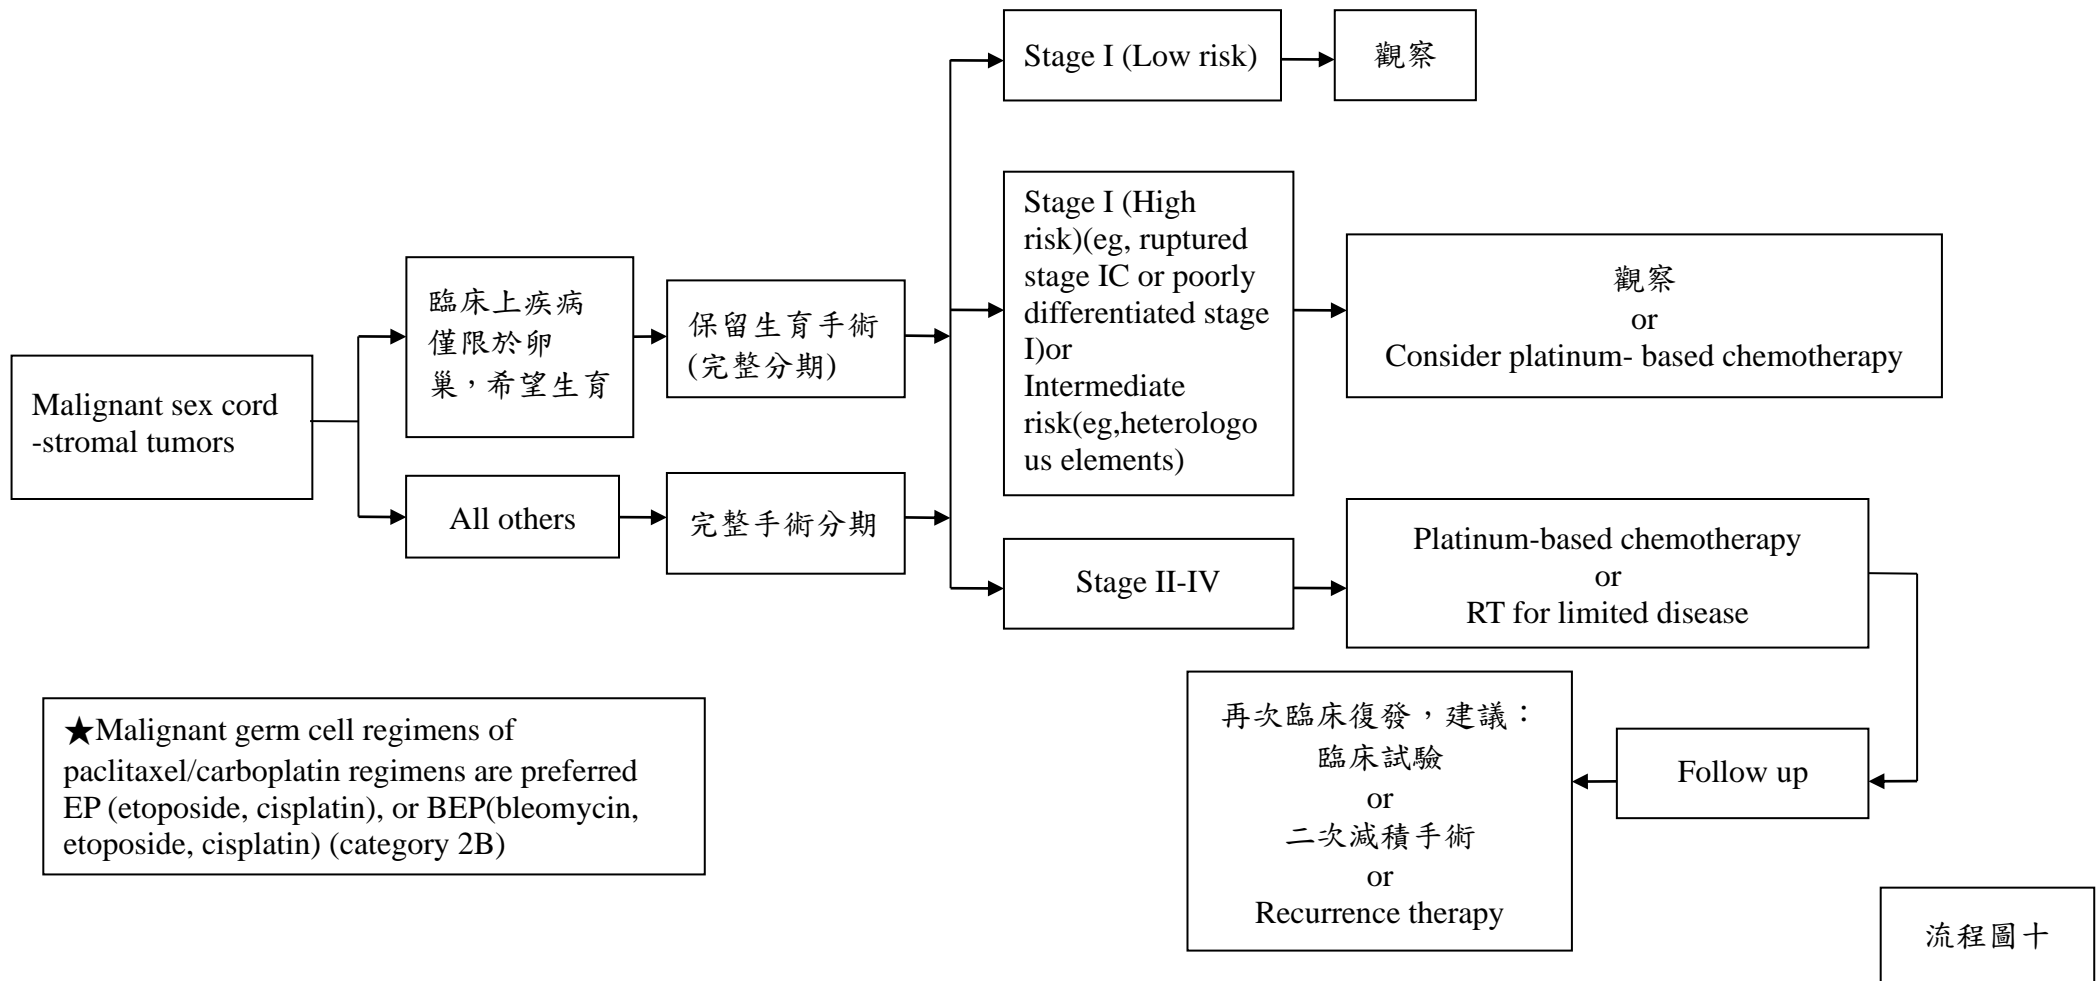 Malignant sex cord
-stromal tumors
臨床上疾病
僅限於卵
巢，希望生育
All others
保留生育手術
(完整分期)
完整手術分期
Stage I (Low risk)
觀察
Stage I (High
risk)(eg, ruptured
stage IC or poorly
differentiated stage
I)or
Intermediate
risk(eg,heterologo
us elements)
觀察
or
Consider platinum- based chemotherapy
Stage II-IV
Platinum-based chemotherapy
or
RT for limited disease
Follow up
再次臨床復發，建議：
臨床試驗
or
二次減積手術
or
Recurrence therapy
★Malignant germ cell regimens of
paclitaxel/carboplatin regimens are preferred
EP (etoposide, cisplatin), or BEP(bleomycin,
etoposide, cisplatin) (category 2B)
流程圖十